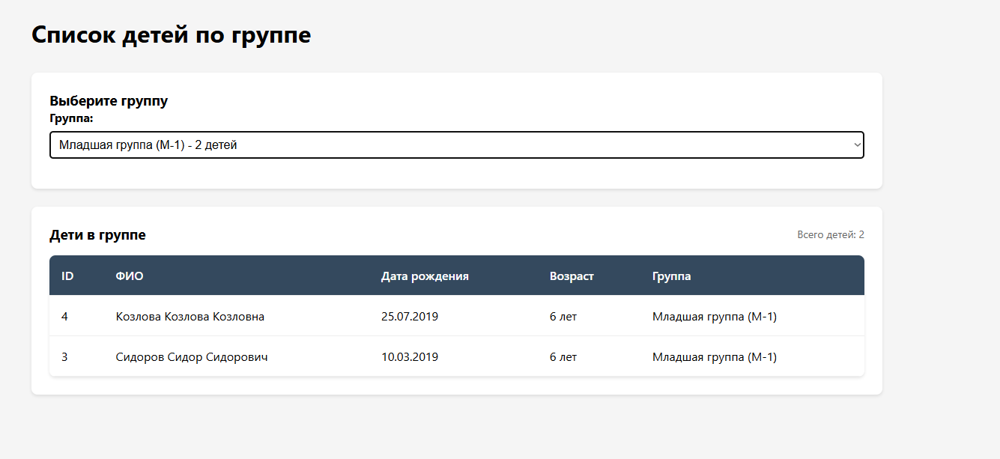 Список детей по группе
Выберите группу
Группа:
Младшая группа (М-1) - 2 детей
Дети в группе
Всего детей: 2
ID ФИО Дата рождения Возраст Группа
4 Козлова Козлова Козловна 25.07.2019 6 лет Младшая группа (М-1)
3 Сидоров Сидор Сидорович 10.03.2019 6 лет Младшая группа (М-1)